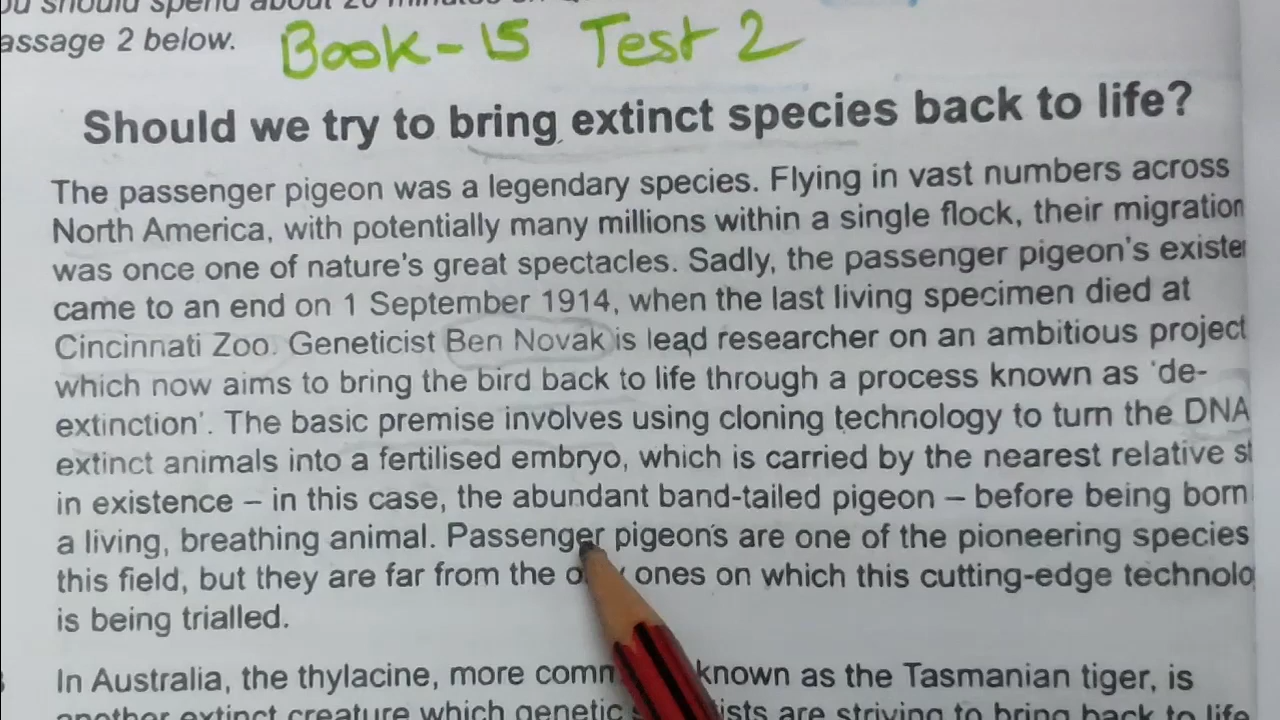 ou should spend about 20 minutes on
assage 2 below.
Book-15 Test 2
Should we try to bring extinct species back to life?
The passenger pigeon was a legendary species. Flying in vast numbers across
North America, with potentially many millions within a single flock, their migration
was once one of nature's great spectacles. Sadly, the passenger pigeon's existe
came to an end on 1 September 1914, when the last living specimen died at
Cincinnati Zoo. Geneticist Ben Novak is lead researcher on an ambitious project
which now aims to bring the bird back to life through a process known as 'de-
extinction'. The basic premise involves using cloning technology to turn the DNA
extinct animals into a fertilised embryo, which is carried by the nearest relative st
in existence – in this case, the abundant band-tailed pigeon – before being born
a living, breathing animal. Passenger pigeons are one of the pioneering species
this field, but they are far from the ones on which this cutting-edge technolo
is being trialled.
In Australia, the thylacine, more comm known as the Tasmanian tiger, is
another extinct creature which genetic ists are striving to bring back to life